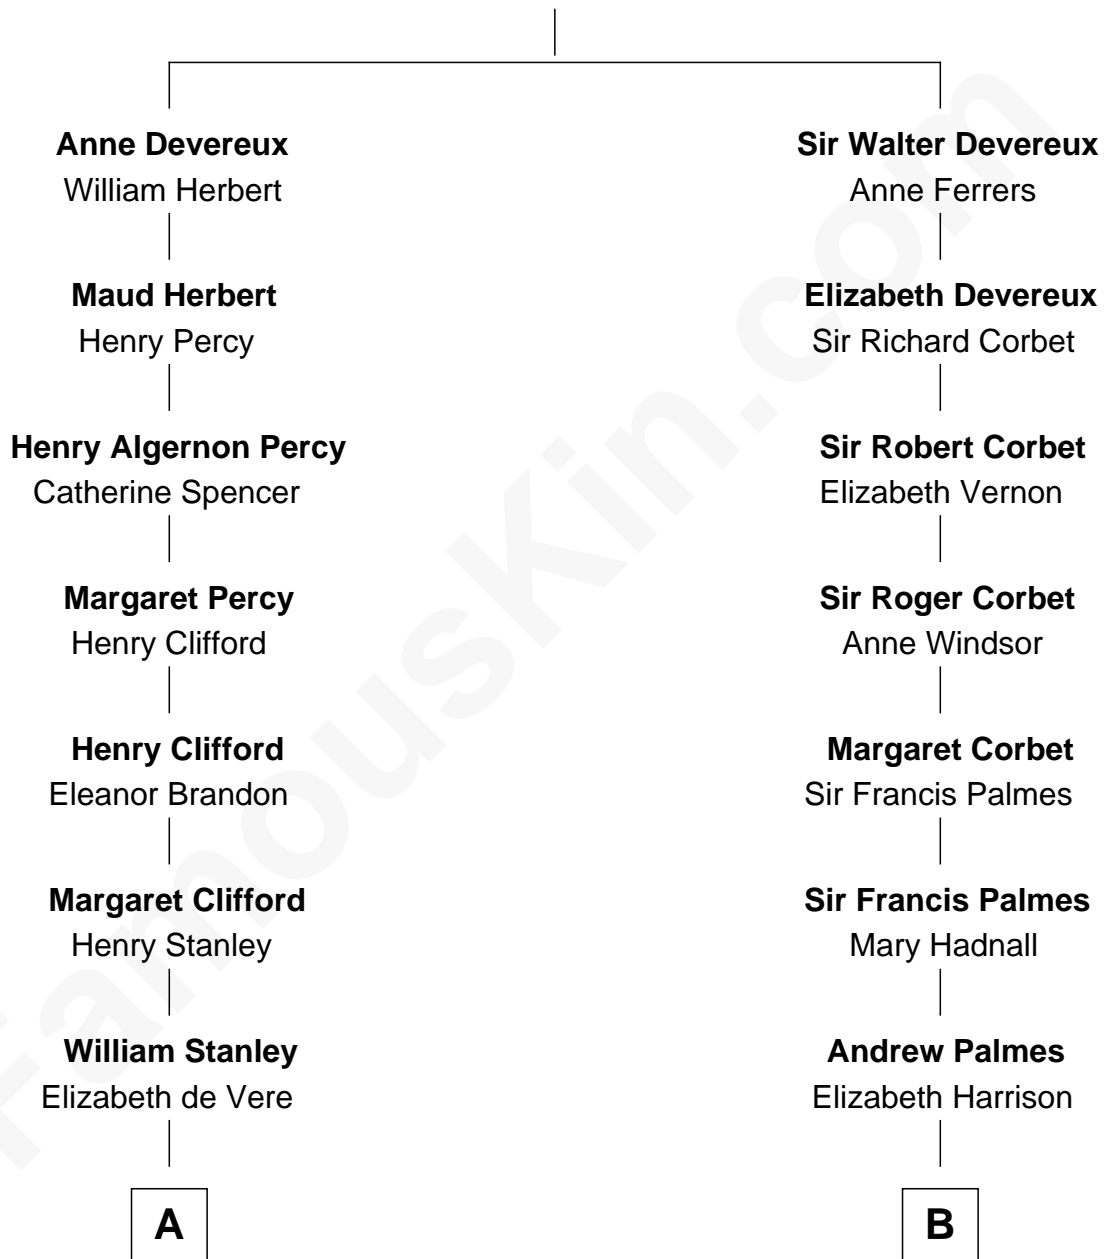 Anne Devereux
William Herbert
Maud Herbert
Henry Percy
Henry Algernon Percy
Catherine Spencer
Margaret Percy
Henry Clifford
Henry Clifford
Eleanor Brandon
Margaret Clifford
Henry Stanley
William Stanley
Elizabeth de Vere
A
Sir Walter Devereux
Anne Ferrers
Elizabeth Devereux
Sir Richard Corbet
Sir Robert Corbet
Elizabeth Vernon
Sir Roger Corbet
Anne Windsor
Margaret Corbet
Sir Francis Palmes
Sir Francis Palmes
Mary Hadnall
Andrew Palmes
Elizabeth Harrison
B
FamousKin.com